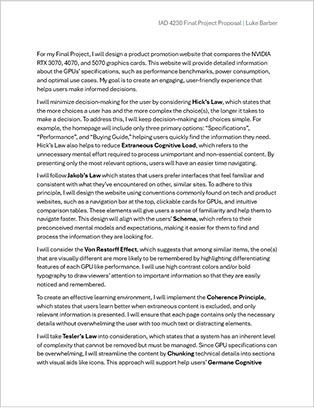 IAD 4230 Final Project Proposal | Luke Barber
For my Final Project, I will design a product promotion website that compares the NVIDIA
RTX 3070, 4070, and 5070 graphics cards. This website will provide detailed information
about the GPUs' specifications, such as performance benchmarks, power consumption,
and optimal use cases. My goal is to create an engaging, user-friendly experience that
helps users make informed decisions.
I will minimize decision-making for the user by considering Hick's Law, which states that
the more choices a user has and the more complex the choice(s), the longer it takes to
make a decision. To address this, I will keep decision-making and choices simple. For
example, the homepage will include only three primary options: "Specifications",
"Performance", and "Buying Guide," helping users quickly find the information they need.
Hick's Law also helps to reduce Extraneous Cognitive Load, which refers to the
unnecessary mental effort required to process unimportant and non-essential content. By
presenting only the most relevant options, users will have an easier time navigating.
I will follow Jakob's Law which states that users prefer interfaces that feel familiar and
consistent with what they've encountered on other, similar sites. To adhere to this
principle, I will design the website using conventions commonly found on tech and product
websites, such as a navigation bar at the top, clickable cards for GPUs, and intuitive
comparison tables. These elements will give users a sense of familiarity and help them to
navigate faster. This design will align with the users' Schema, which refers to their
preconceived mental models and expectations, making it easier for them to find and
process the information they are looking for.
I will consider the Von Restorff Effect, which suggests that among similar items, the one(s)
that are visually different are more likely to be remembered by highlighting differentiating
features of each GPU like performance. I will use high contrast colors and/or bold
typography to draw viewers' attention to important information so that they are easily
noticed and remembered.
To create an effective learning environment, I will implement the Coherence Principle,
which states that users learn better when extraneous content is excluded, and only
relevant information is presented. I will ensure that each page contains only the necessary
details without overwhelming the user with too much text or distracting elements.
I will take Tesler's Law into consideration, which states that a system has an inherent level
of complexity that cannot be removed but must be managed. Since GPU specifications can
be overwhelming, I will streamline the content by Chunking technical details into sections
with visual aids like icons. This approach will support help users' Germane Cognitive